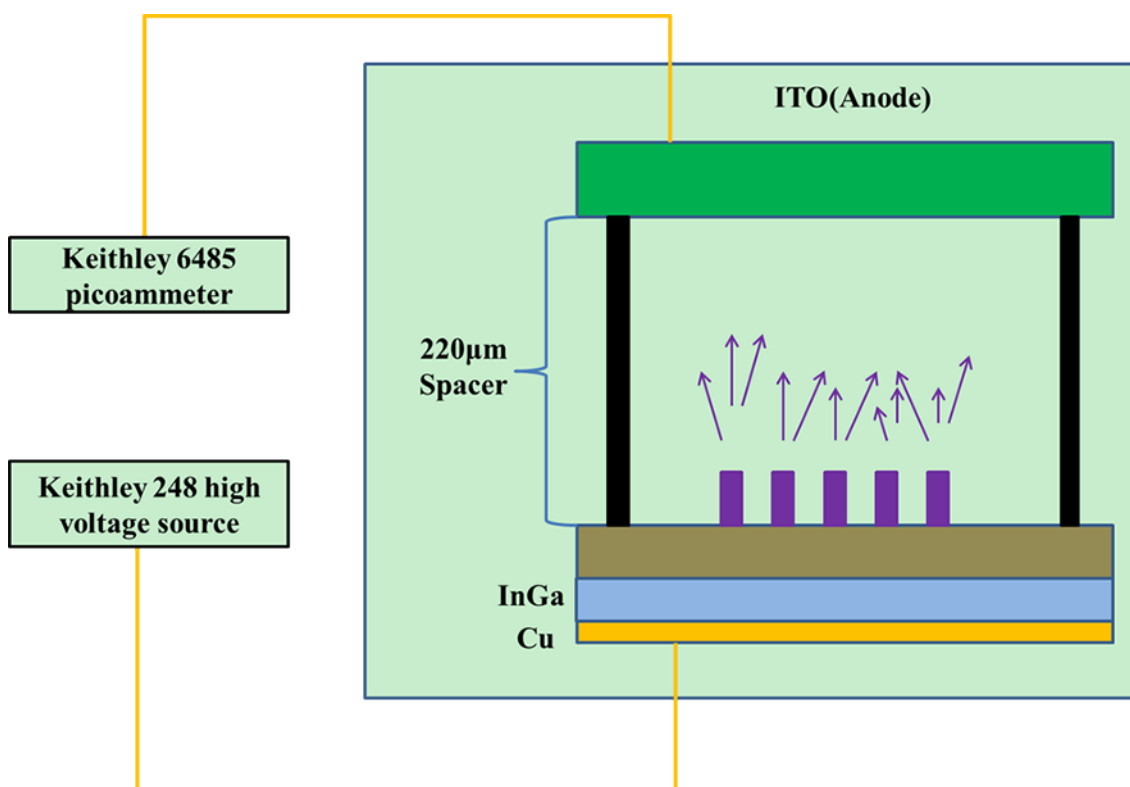 ITO(Anode)
Keithley 6485
picoammeter
220μm
Spacer
Keithley 248 high
voltage source
InGa
Cu